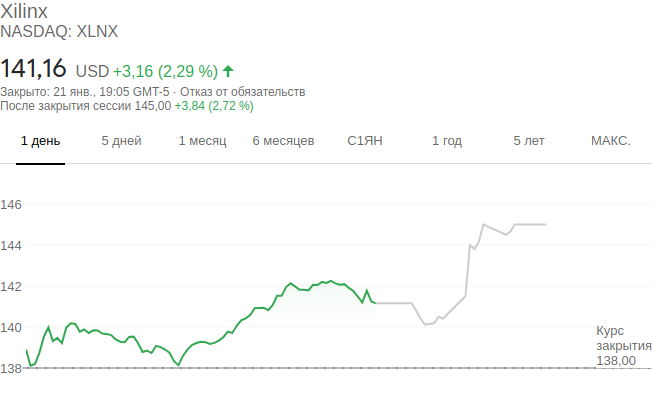 Xilinx
NASDAQ: XLNX
141,16 USD +3,16 (2,29 %)
Закрыто: 21 янв., 19:05 GMT-5 · Отказ от обязательств
После закрытия сессии 145,00 +3,84 (2,72 %)
1 день 5 дней 1 месяц 6 месяцев С1ЯН 1 год 5 лет МАКС.
146
144
142
140
138
Курс
закрытия
138,00